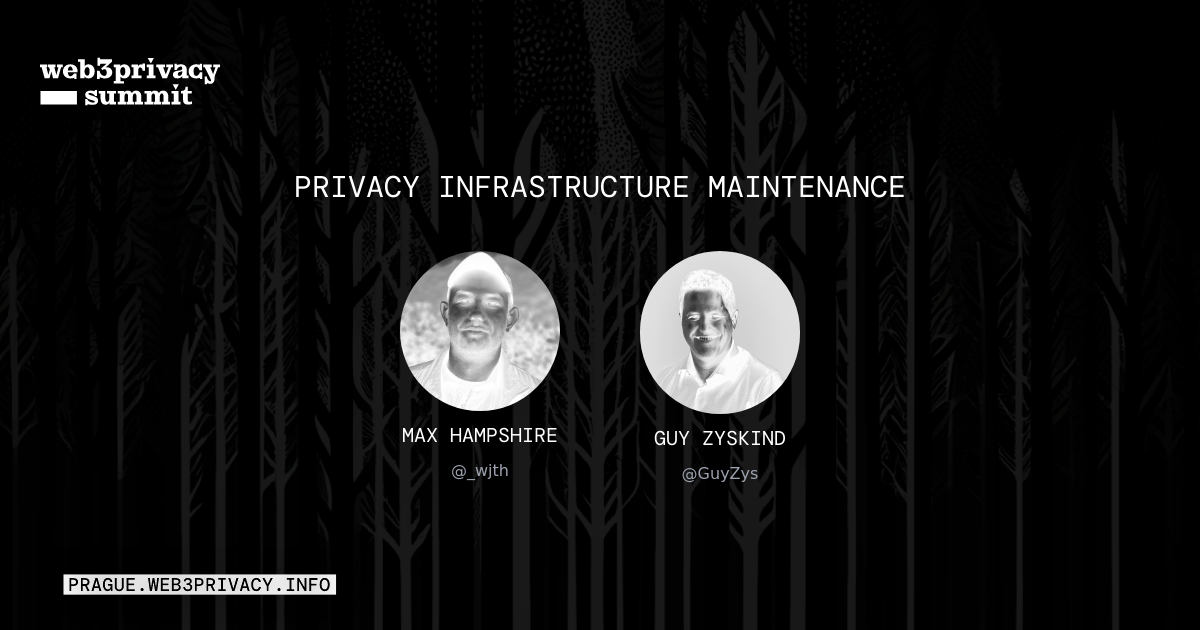 web3privacy
summit
PRIVACY INFRASTRUCTURE MAINTENANCE
MAX HAMPSHIRE
@_wjth
GUY ZYSKIND
@GuyZys
PRAGUE.WEB3PRIVACY.INFO